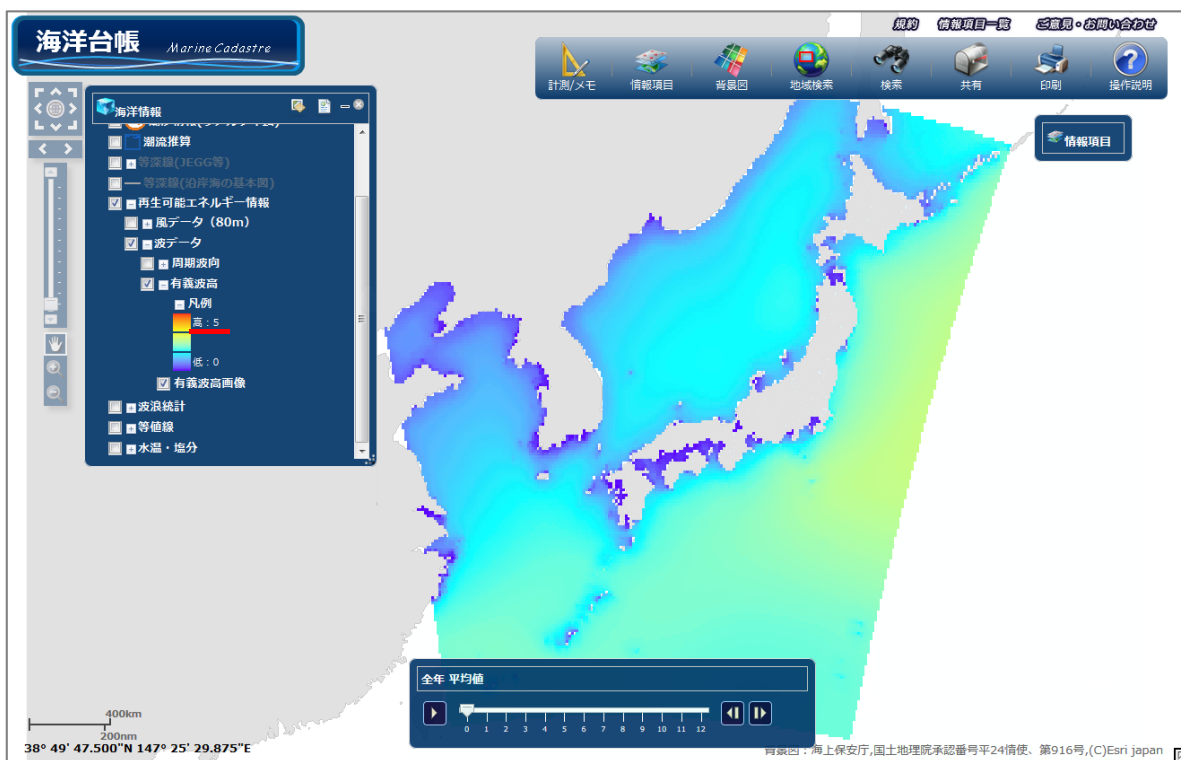 規約 情報項目一覧 ご意見・お問い合わせ
海洋台帳 Marine Cadastre
計測/メモ 情報項目 背景図 地域検索 検索 共有 印刷 操作説明
海洋情報
情報項目
潮流推算
等深線(JEGG等)
等深線(沿岸海の基本図)
再生可能エネルギー情報
風データ（80m）
波データ
周期波向
有義波高
凡例
高 : 5
低 : 0
有義波高画像
波浪統計
等値線
水温・塩分
全年 平均値
0 1 2 3 4 5 6 7 8 9 10 11 12
400km
200nm
38° 49' 47.500"N 147° 25' 29.875"E
背景図 : 海上保安庁,国土地理院承認番号平24情使、第916号,(C)Esri japan